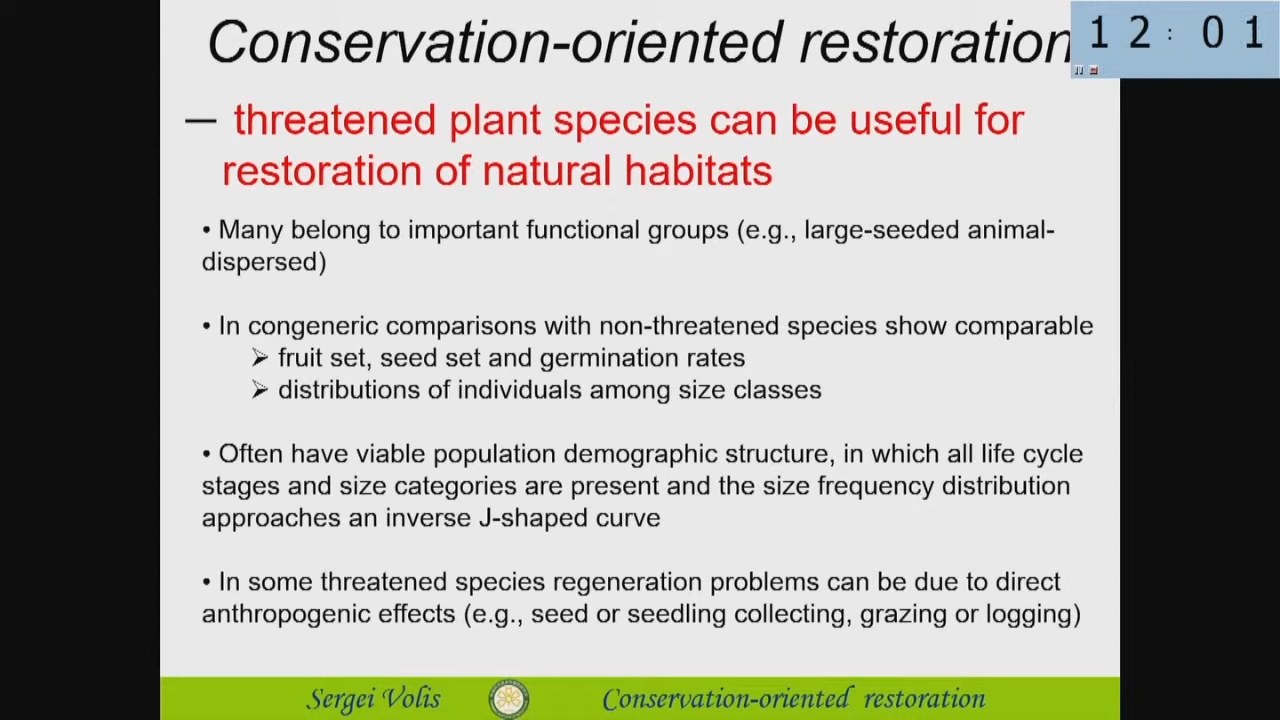 Conservation-oriented restoration
12:01
– threatened plant species can be useful for
restoration of natural habitats
• Many belong to important functional groups (e.g., large-seeded animal-
dispersed)
• In congeneric comparisons with non-threatened species show comparable
➢ fruit set, seed set and germination rates
➢ distributions of individuals among size classes
• Often have viable population demographic structure, in which all life cycle
stages and size categories are present and the size frequency distribution
approaches an inverse J-shaped curve
• In some threatened species regeneration problems can be due to direct
anthropogenic effects (e.g., seed or seedling collecting, grazing or logging)
Sergei Volis Conservation-oriented restoration